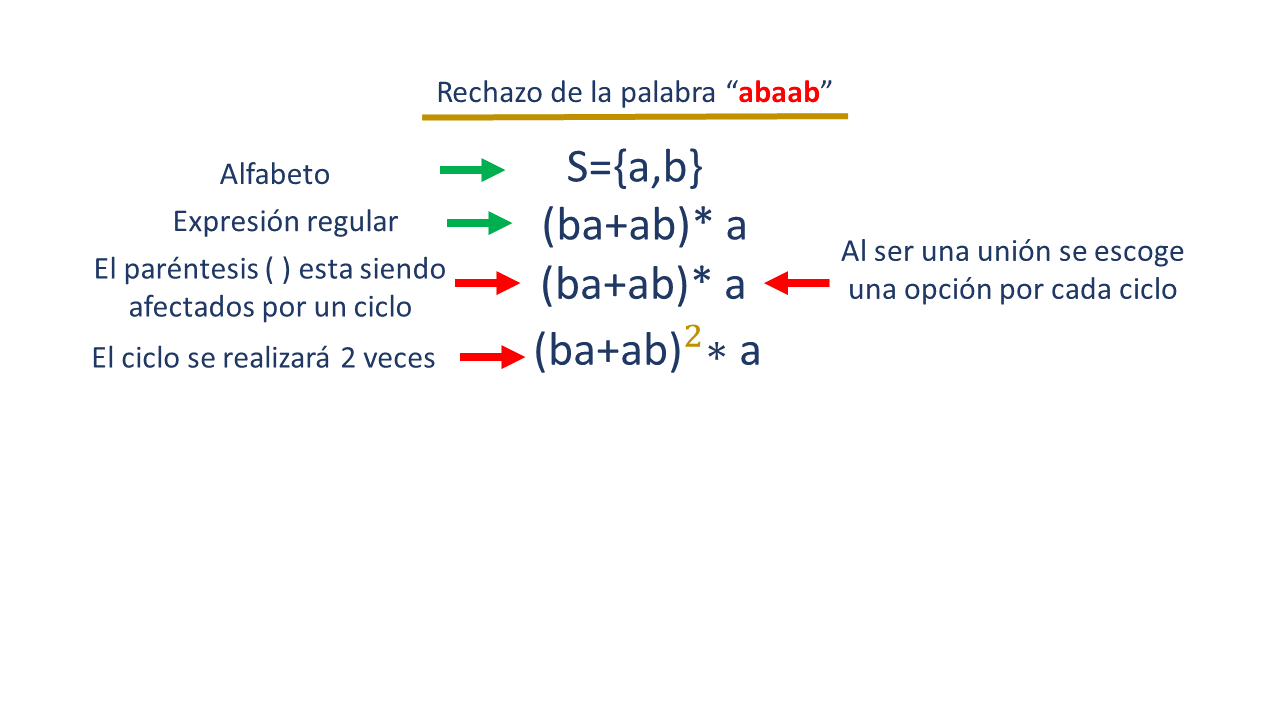 Rechazo de la palabra “abaab”
Alfabeto
S={a,b}
Expresión regular
(ba+ab)* a
El paréntesis ( ) esta siendo
afectados por un ciclo
(ba+ab)* a
Al ser una unión se escoge
una opción por cada ciclo
El ciclo se realizará 2 veces
(ba+ab)²* a